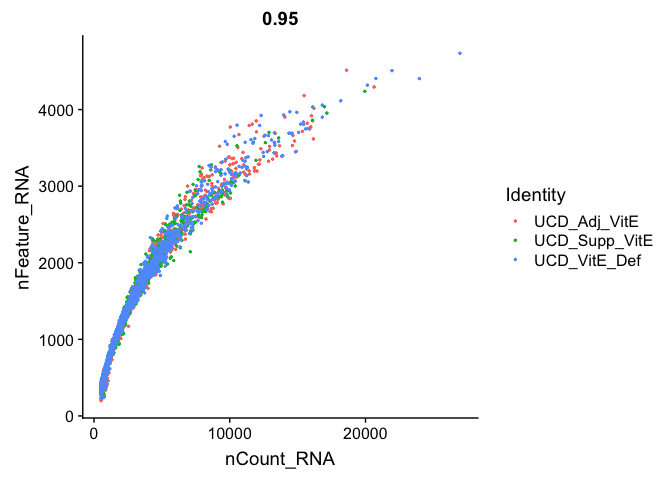 0.95
nFeature_RNA
4000
3000
2000
1000
0
0 10000 20000
nCount_RNA
Identity
UCD_Adj_VitE
UCD_Supp_VitE
UCD_VitE_Def